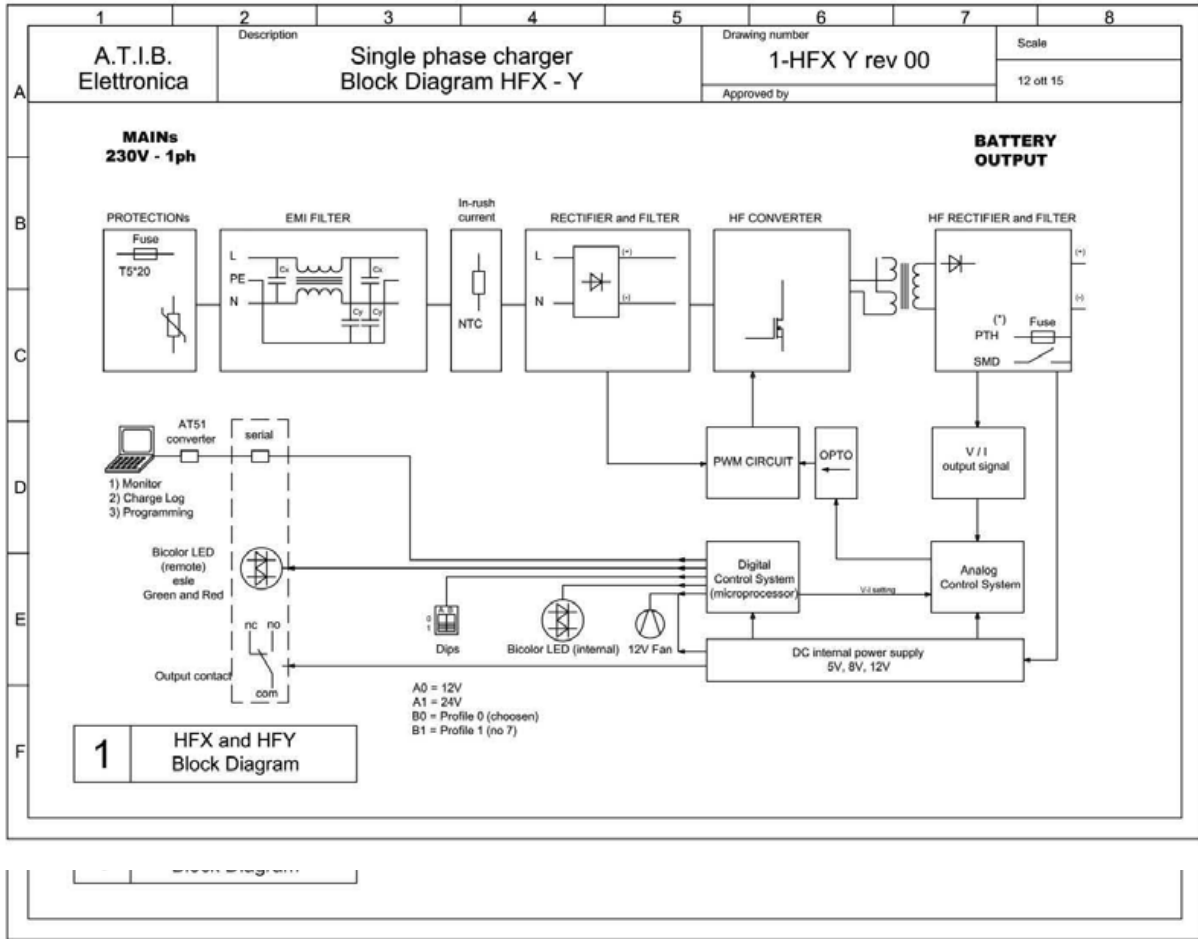 1 2 3 4 5 6 7 8
A.T.I.B.
Elettronica
Description
Single phase charger
Block Diagram HFX - Y
Drawing number
1-HFX Y rev 00
Approved by
Scale
12 ott 15
A
B
C
D
E
F
MAINs
230V - 1ph
BATTERY
OUTPUT
PROTECTIONs
Fuse
T5*20
EMI FILTER
L
PE
N
Cx
Cx
Cy
Cy
In-rush
current
NTC
RECTIFIER and FILTER
L
N
(+)
(-)
HF CONVERTER
HF RECTIFIER and FILTER
(+)
(-)
(*)
Fuse
PTH
SMD
AT51
converter
serial
1) Monitor
2) Charge Log
3) Programming
PWM CIRCUIT
OPTO
V / I
output signal
Bicolor LED
(remote)
esle
Green and Red
Digital
Control System
(microprocessor)
V-I setting
Analog
Control System
A B
0
1
Dips
Bicolor LED (internal)
12V Fan
DC internal power supply
5V, 8V, 12V
nc no
Output contact
com
A0 = 12V
A1 = 24V
B0 = Profile 0 (choosen)
B1 = Profile 1 (no 7)
1
HFX and HFY
Block Diagram